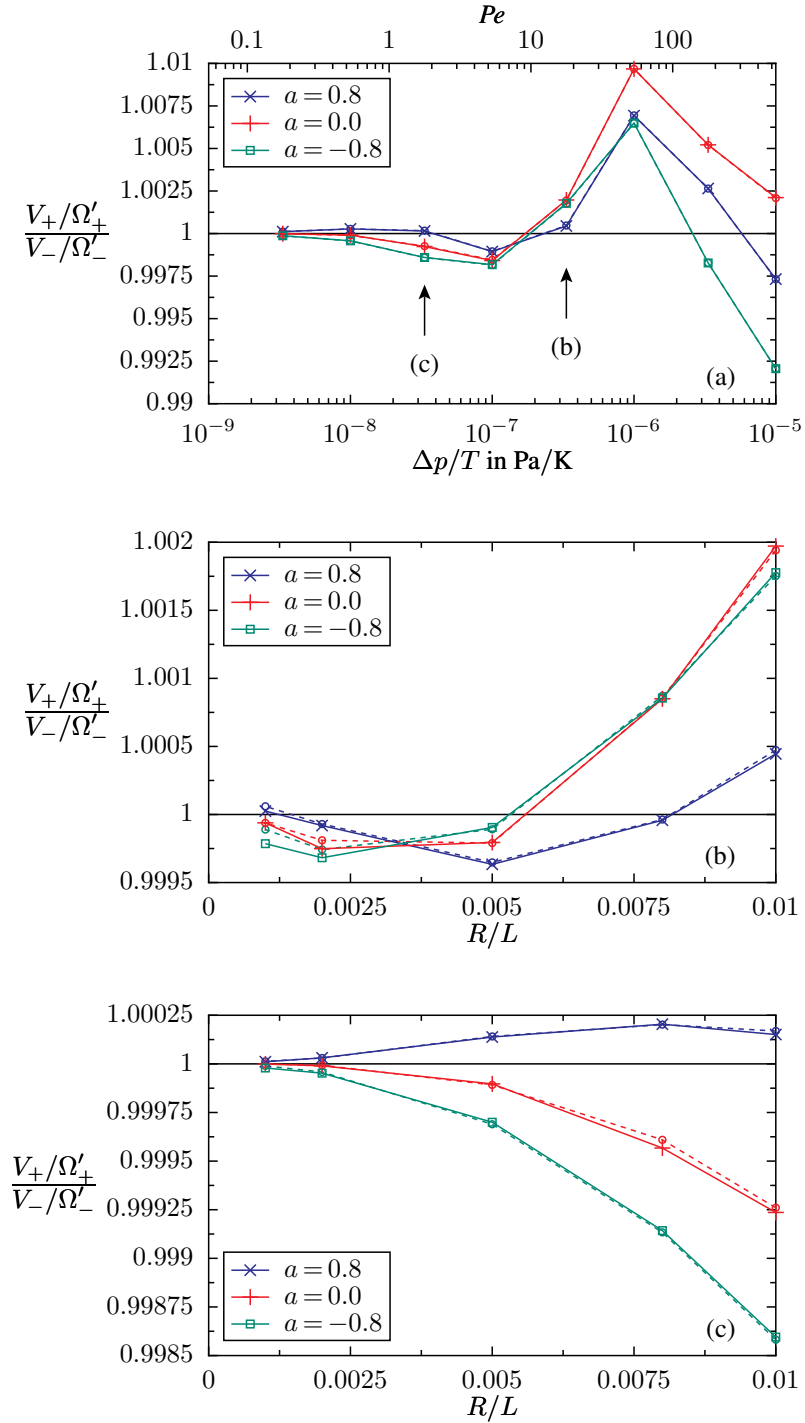 Pe
0.1 1 10 100
1.01
1.0075
1.005
1.0025
1
0.9975
0.995
0.9925
0.99
V₊/Ω′₊
V₋/Ω′₋
a = 0.8
a = 0.0
a = −0.8
(c)
(b)
(a)
10⁻⁹ 10⁻⁸ 10⁻⁷ 10⁻⁶ 10⁻⁵
Δp/T in Pa/K
1.002
1.0015
1.001
1.0005
1
0.9995
V₊/Ω′₊
V₋/Ω′₋
a = 0.8
a = 0.0
a = −0.8
(b)
0 0.0025 0.005 0.0075 0.01
R/L
1.00025
1
0.99975
0.9995
0.99925
0.999
0.99875
0.9985
V₊/Ω′₊
V₋/Ω′₋
a = 0.8
a = 0.0
a = −0.8
(c)
0 0.0025 0.005 0.0075 0.01
R/L